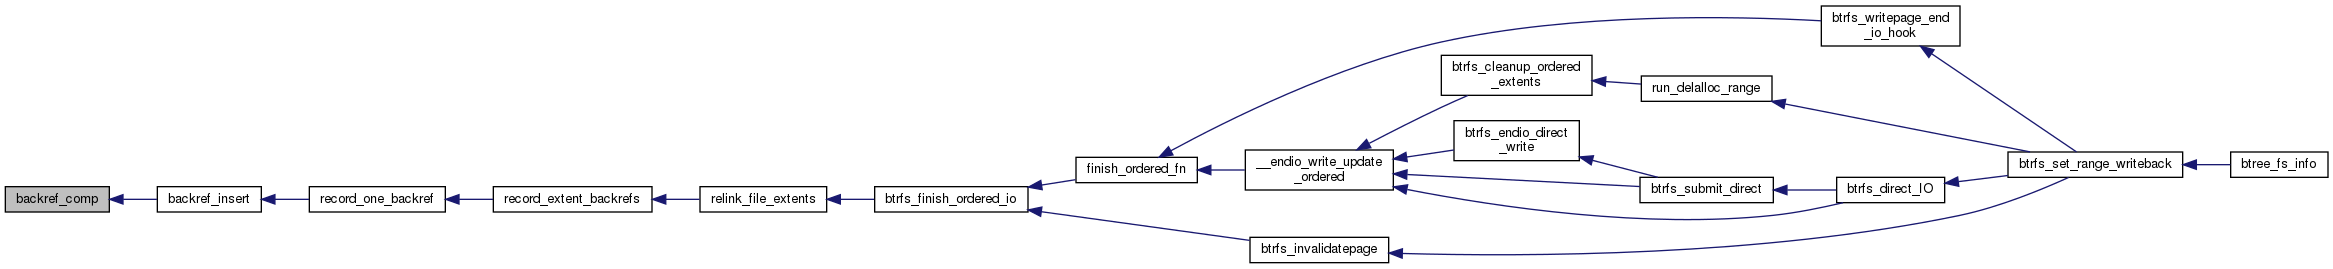 backref_comp
backref_insert
record_one_backref
record_extent_backrefs
relink_file_extents
btrfs_finish_ordered_io
finish_ordered_fn
btrfs_invalidatepage
__endio_write_update
_ordered
btrfs_cleanup_ordered
_extents
btrfs_endio_direct
_write
run_delalloc_range
btrfs_submit_direct
btrfs_writepage_end
_io_hook
btrfs_direct_IO
btrfs_set_range_writeback
btree_fs_info